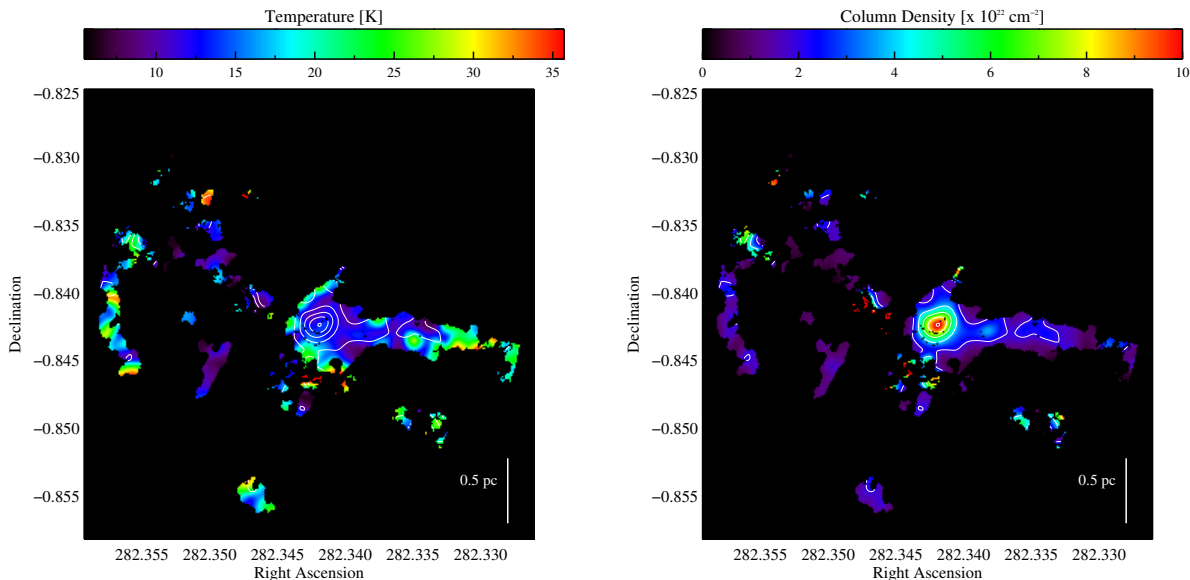 Temperature [K]
10 15 20 25 30 35
−0.825
−0.830
−0.835
−0.840
−0.845
−0.850
−0.855
Declination
0.5 pc
282.355 282.350 282.345 282.340 282.335 282.330
Right Ascension
Column Density [x 10²² cm⁻²]
0 2 4 6 8 10
−0.825
−0.830
−0.835
−0.840
−0.845
−0.850
−0.855
Declination
0.5 pc
282.355 282.350 282.345 282.340 282.335 282.330
Right Ascension